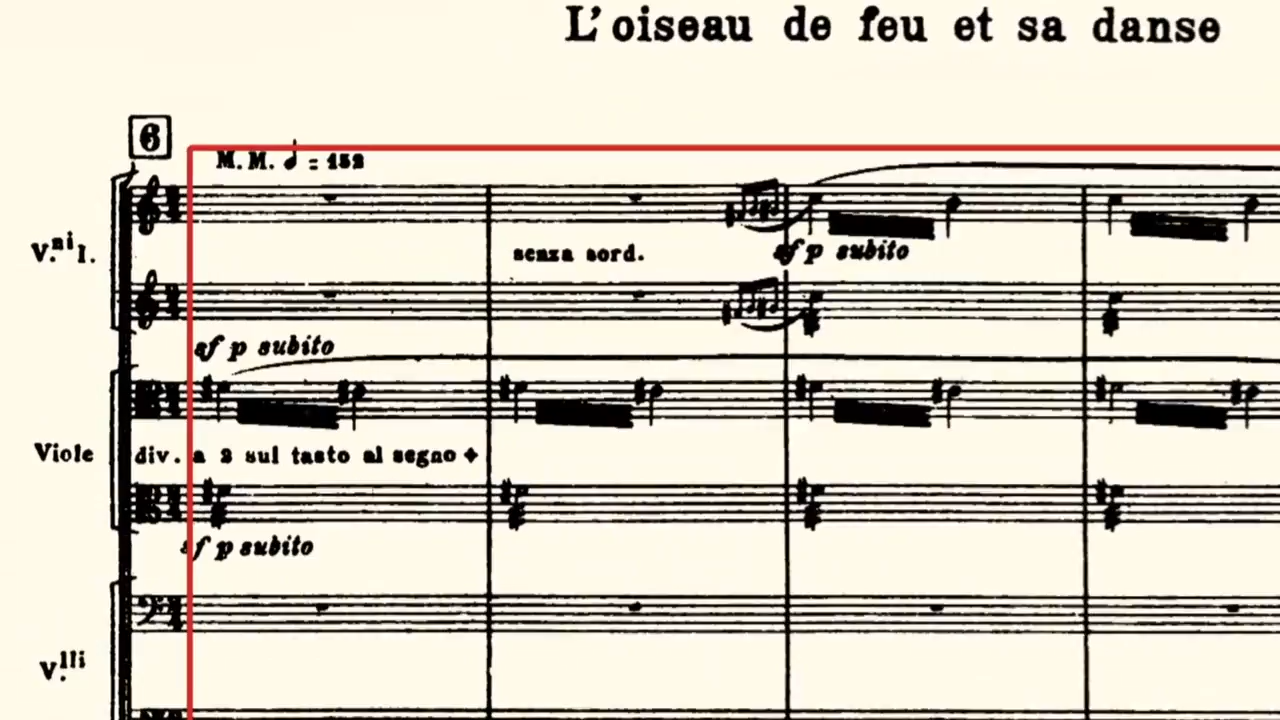 L'oiseau de feu et sa danse
6
M. M. = 152
V.ni I.
senza sord.
sf p subito
sf p subito
Viole
div. a 2 sul tasto al segno
sf p subito
V.lli